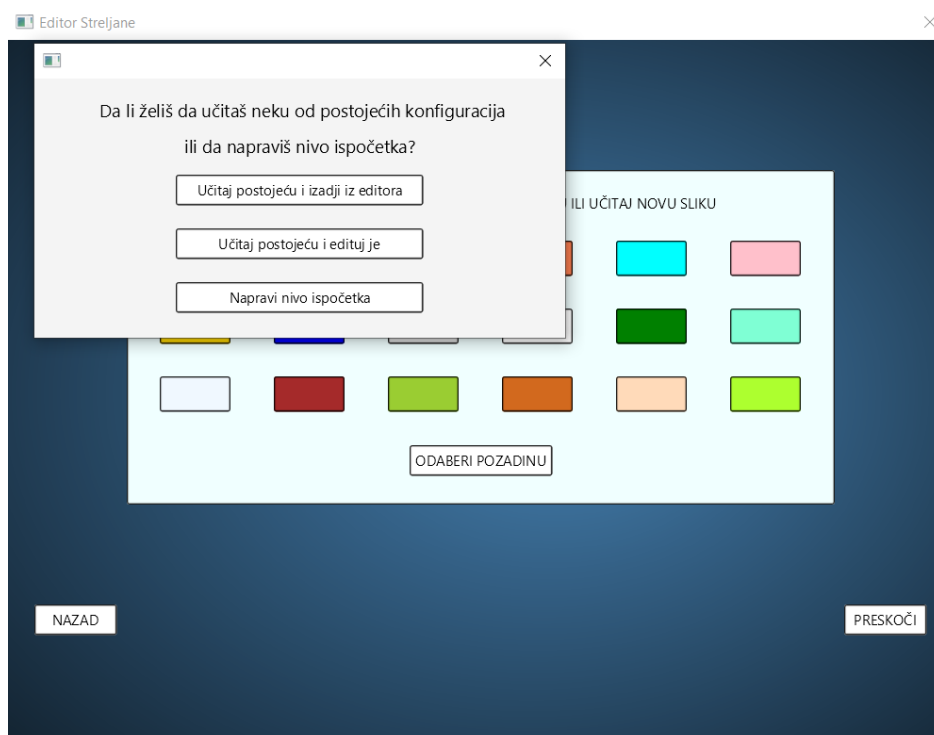 Editor Streljane
Da li želiš da učitaš neku od postojećih konfiguracija
ili da napraviš nivo ispočetka?
Učitaj postojeću i izadji iz editora
Učitaj postojeću i edituj je
Napravi nivo ispočetka
ILI UČITAJ NOVU SLIKU
ODABERI POZADINU
NAZAD
PRESKOČI